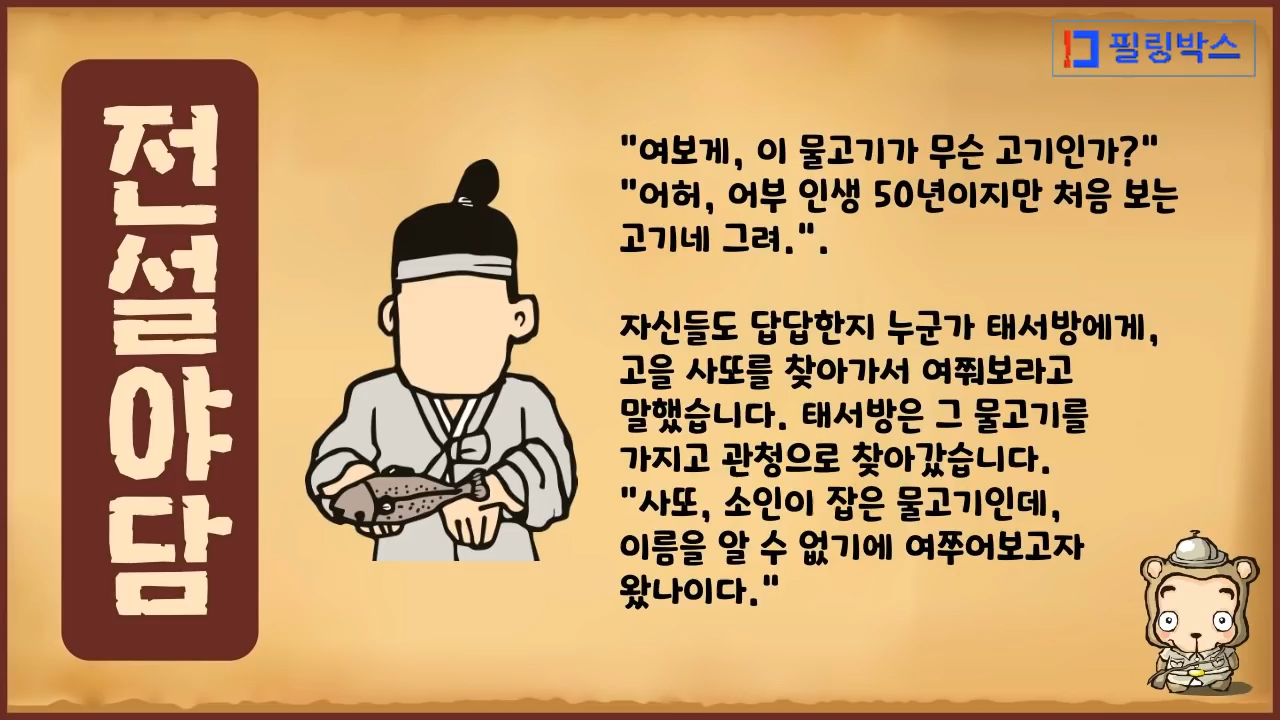 필링박스
전설야담
"여보게, 이 물고기가 무슨 고기인가?"
"어허, 어부 인생 50년이지만 처음 보는
고기네 그려.".
자신들도 답답한지 누군가 태서방에게,
고을 사또를 찾아가서 여쭤보라고
말했습니다. 태서방은 그 물고기를
가지고 관청으로 찾아갔습니다.
"사또, 소인이 잡은 물고기인데,
이름을 알 수 없기에 여쭈어보고자
왔나이다."